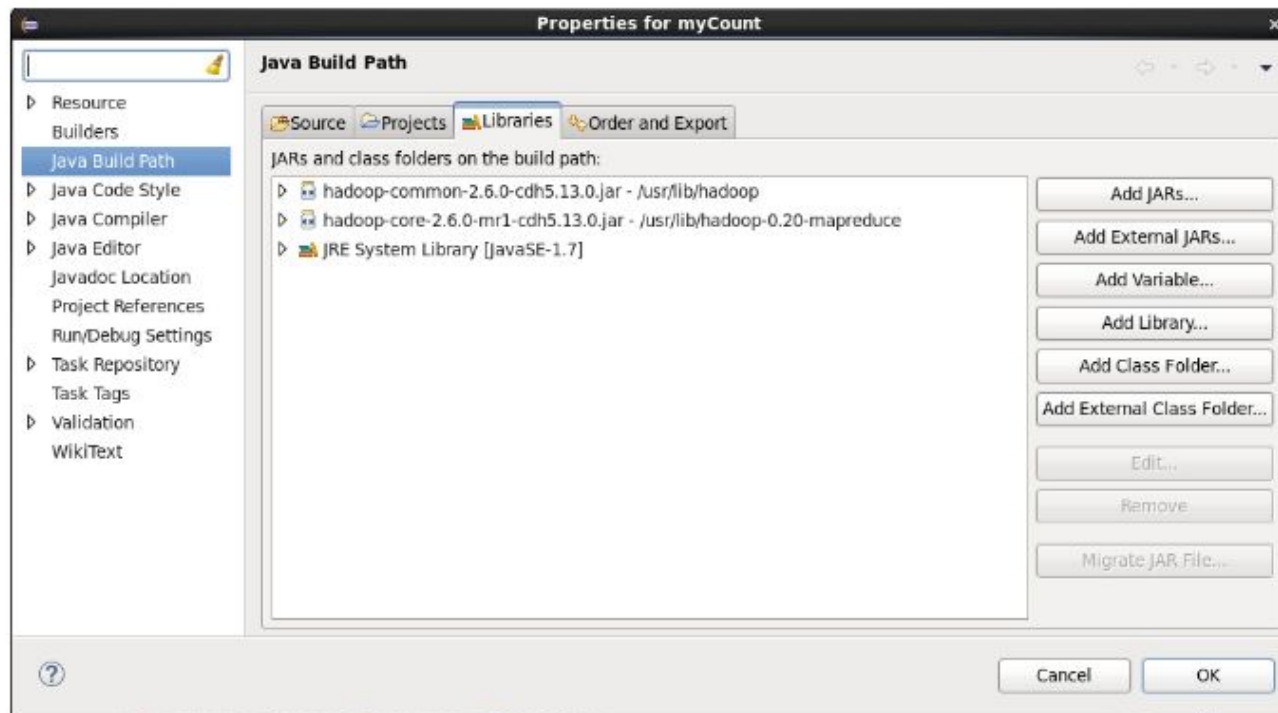 Properties for myCount
Java Build Path
Resource
Builders
Java Build Path
Java Code Style
Java Compiler
Java Editor
Javadoc Location
Project References
Run/Debug Settings
Task Repository
Task Tags
Validation
WikiText
Source Projects Libraries Order and Export
JARs and class folders on the build path:
hadoop-common-2.6.0-cdh5.13.0.jar - /usr/lib/hadoop
hadoop-core-2.6.0-mr1-cdh5.13.0.jar - /usr/lib/hadoop-0.20-mapreduce
JRE System Library [JavaSE-1.7]
Add JARs...
Add External JARs...
Add Variable...
Add Library...
Add Class Folder...
Add External Class Folder...
Edit...
Remove
Migrate JAR File...
Cancel
OK